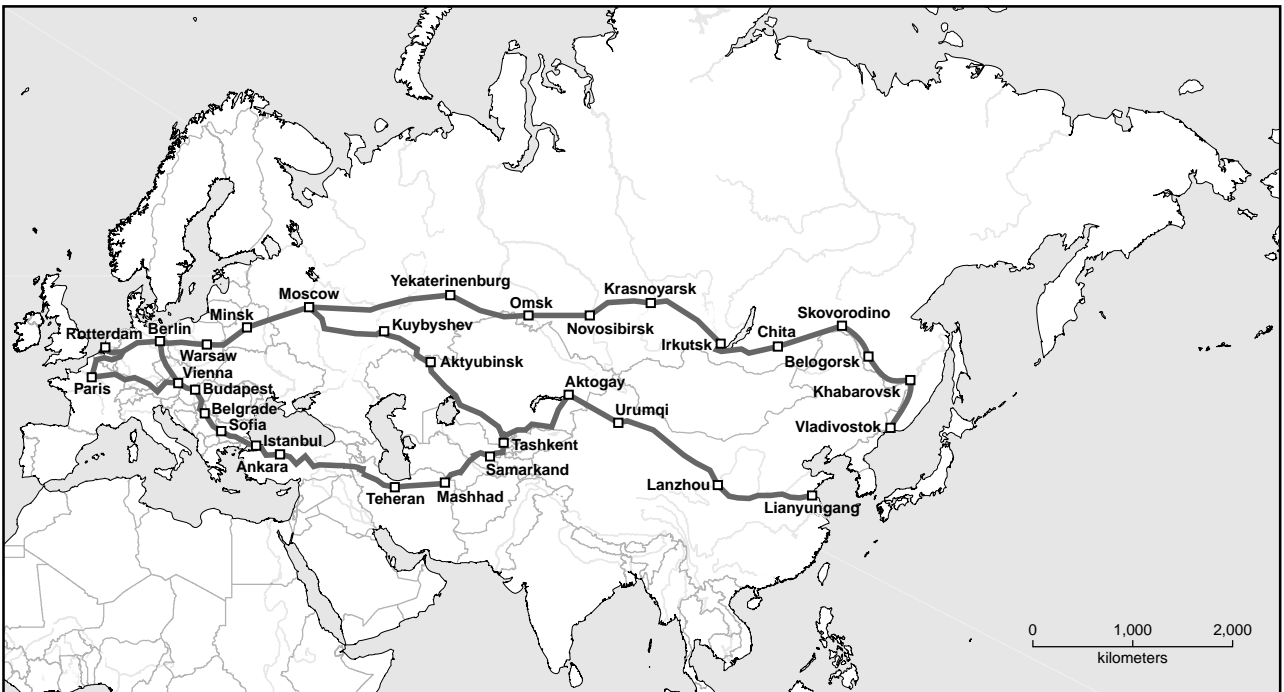 Yekaterinenburg
Krasnoyarsk
Moscow
Omsk
Skovorodino
Minsk
Kuybyshev
Novosibirsk
Chita
Rotterdam
Berlin
Irkutsk
Warsaw
Aktyubinsk
Belogorsk
Vienna
Aktogay
Paris
Budapest
Khabarovsk
Belgrade
Urumqi
Sofia
Vladivostok
Istanbul
Tashkent
Ankara
Samarkand
Teheran
Mashhad
Lanzhou
Lianyungang
0 1,000 2,000
kilometers